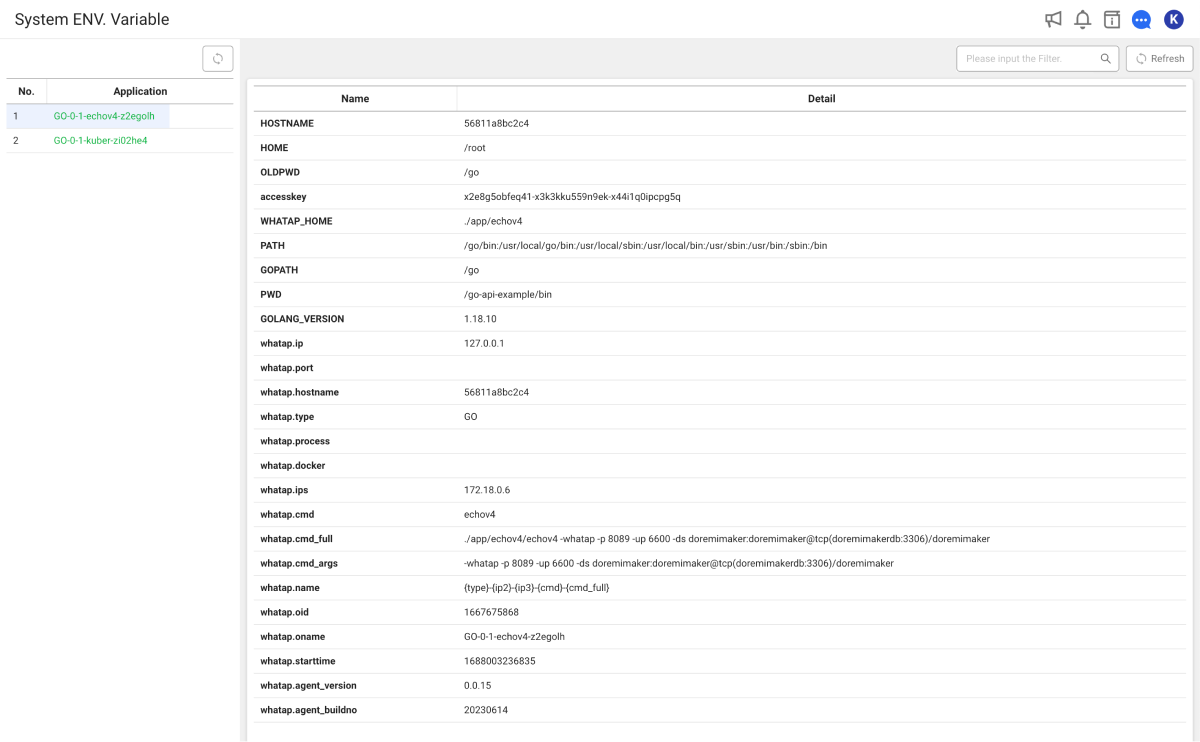 System ENV. Variable
K
Please input the Filter.
Refresh
No. Application
1 GO-0-1-echov4-z2egolh
2 GO-0-1-kuber-zi02he4
Name Detail
HOSTNAME 56811a8bc2c4
HOME /root
OLDPWD /go
accesskey x2e8g5obfeq41-x3k3kku559n9ek-x44i1q0ipcpg5q
WHATAP_HOME ./app/echov4
PATH /go/bin:/usr/local/go/bin:/usr/local/sbin:/usr/local/bin:/usr/sbin:/usr/bin:/sbin:/bin
GOPATH /go
PWD /go-api-example/bin
GOLANG_VERSION 1.18.10
whatap.ip 127.0.0.1
whatap.port
whatap.hostname 56811a8bc2c4
whatap.type GO
whatap.process
whatap.docker
whatap.ips 172.18.0.6
whatap.cmd echov4
whatap.cmd_full ./app/echov4/echov4 -whatap -p 8089 -up 6600 -ds doremimaker:doremimaker@tcp(doremimakerdb:3306)/doremimaker
whatap.cmd_args -whatap -p 8089 -up 6600 -ds doremimaker:doremimaker@tcp(doremimakerdb:3306)/doremimaker
whatap.name {type}-{ip2}-{ip3}-{cmd}-{cmd_full}
whatap.oid 1667675868
whatap.oname GO-0-1-echov4-z2egolh
whatap.starttime 1688003236835
whatap.agent_version 0.0.15
whatap.agent_buildno 20230614